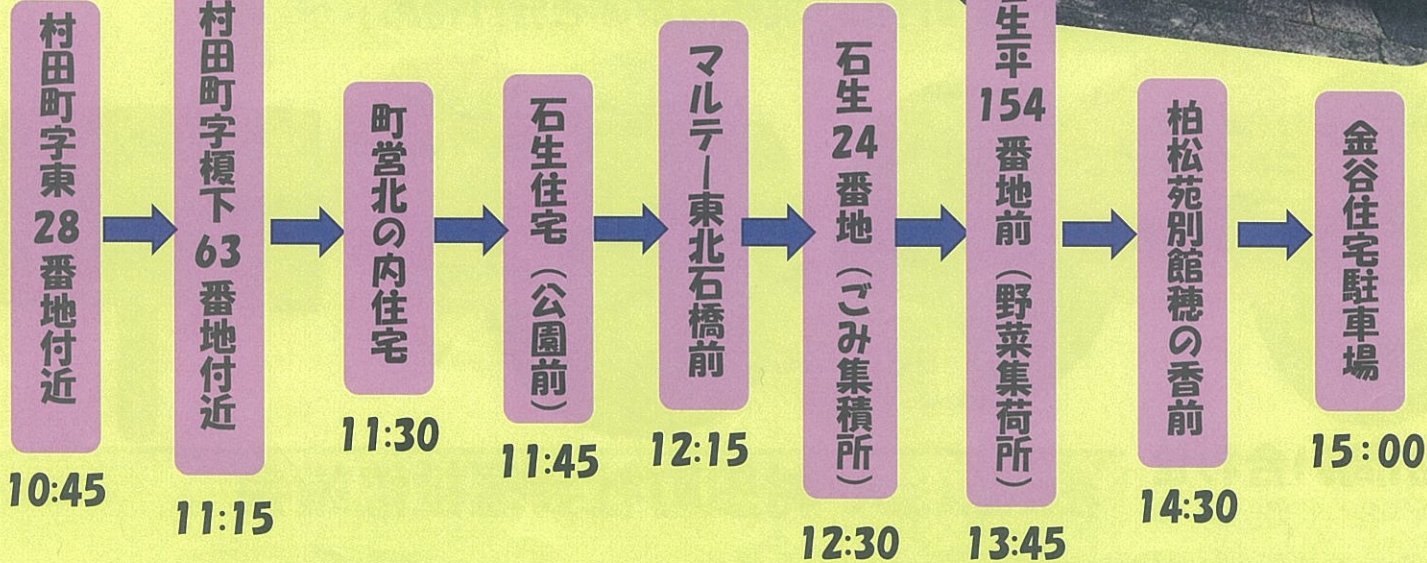 村田町字東28番地付近
10:45
村田町字榎下63番地付近
11:15
町営北の内住宅
11:30
石生住宅（公園前）
11:45
マルテー東北石橋前
12:15
石生24番地（ごみ集積所）
12:30
生平154番地前（野菜集荷所）
13:45
柏松苑別館穂の香前
14:30
金谷住宅駐車場
15:00